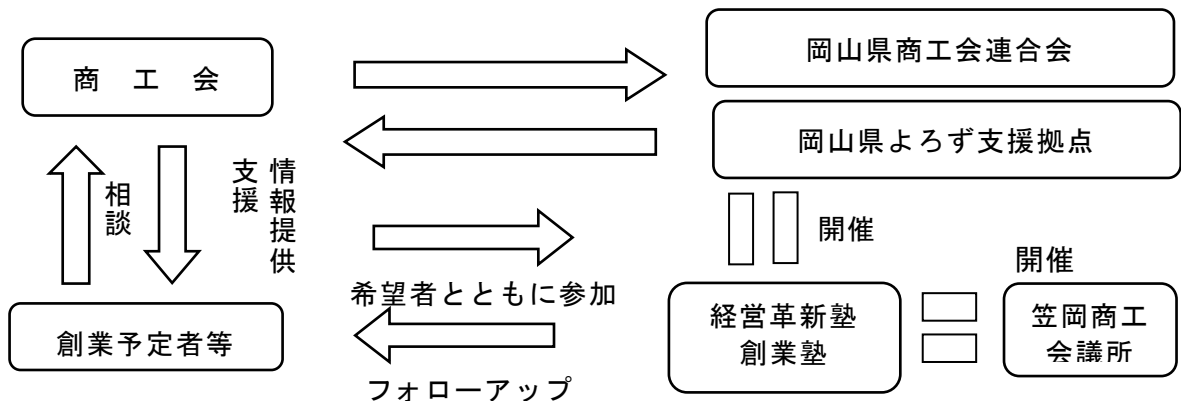 商　工　会
岡山県商工会連合会
岡山県よろず支援拠点
相談
情報提供
支援
開催
開催
希望者とともに参加
創業予定者等
経営革新塾
創業塾
笠岡商工
会議所
フォローアップ